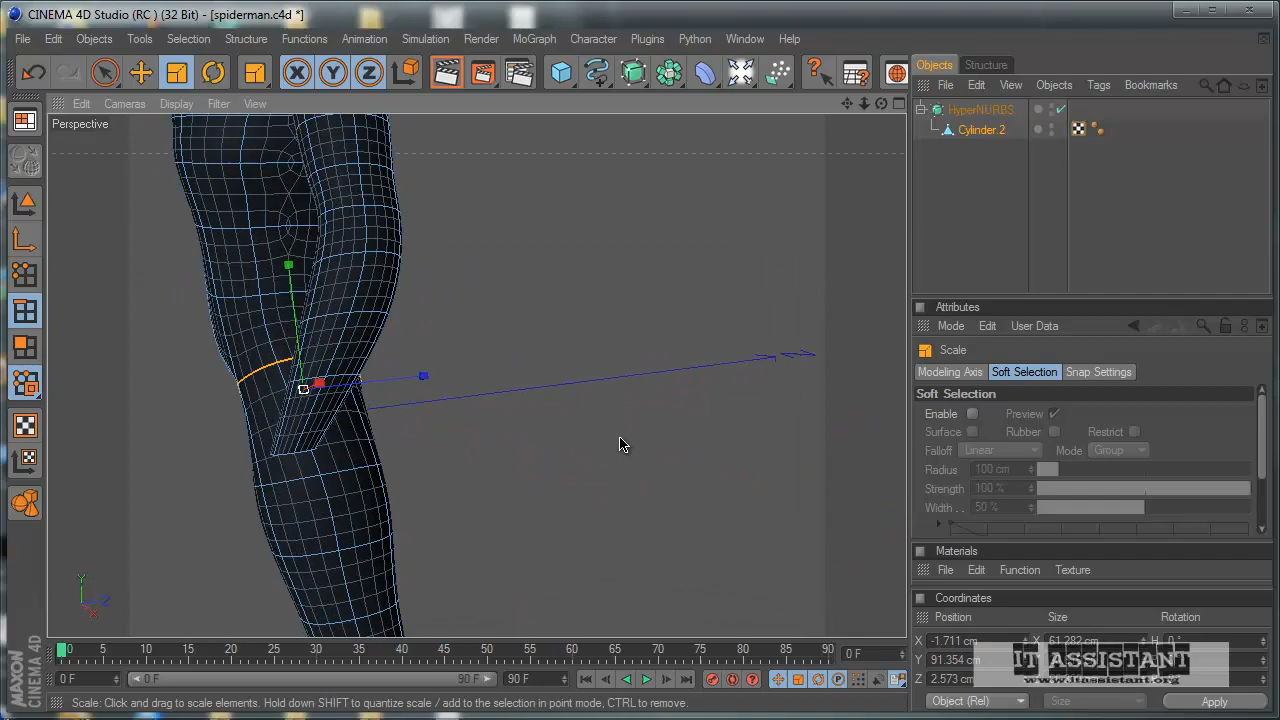 CINEMA 4D Studio (RC ) (32 Bit) - [spiderman.c4d *]
File Edit Objects Tools Selection Structure Functions Animation Simulation Render MoGraph Character Plugins Python Window Help
X Y Z
Objects Structure
File Edit View Objects Tags Bookmarks
Edit Cameras Display Filter View
HyperNURBS
Cylinder.2
Perspective
Attributes
Mode Edit User Data
Scale
Modeling Axis Soft Selection Snap Settings
Soft Selection
Enable Preview
Surface Rubber Restrict
Falloff Linear Mode Group
Radius 100 cm
Strength 100 %
Width . . 50 %
Materials
File Edit Function Texture
Y
Z
X
Coordinates
Position Size Rotation
X -1.711 cm X 61.282 cm H 0 °
Y 91.354 cm
Z 2.573 cm
IT ASSISTANT
www.itassistant.org
0 5 10 15 20 25 30 35 40 45 50 55 60 65 70 75 80 85 90 0 F
0 F 0 F 90 F 90 F
Object (Rel) Size Apply
MAXON
CINEMA 4D
Scale: Click and drag to scale elements. Hold down SHIFT to quantize scale / add to the selection in point mode, CTRL to remove.